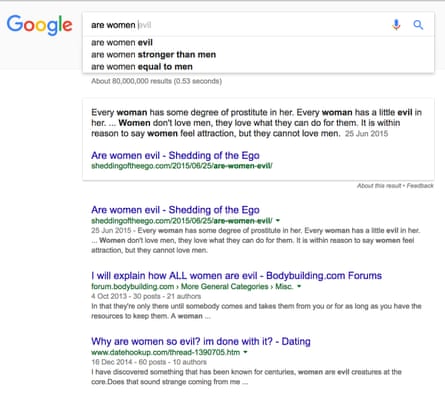 Google
are women evil
are women evil
are women stronger than men
are women equal to men
About 80,000,000 results (0.53 seconds)
Every woman has some degree of prostitute in her. Every woman has a little evil in
her. ... Women don't love men, they love what they can do for them. It is within
reason to say women feel attraction, but they cannot love men. 25 Jun 2015
Are women evil - Shedding of the Ego
sheddingoftheego.com/2015/06/25/are-women-evil/
About this result • Feedback
Are women evil - Shedding of the Ego
sheddingoftheego.com/2015/06/25/are-women-evil/
25 Jun 2015 - Every woman has some degree of prostitute in her. Every woman has a little evil in her.
... Women don't love men, they love what they can do for them. It is within reason to say women feel
attraction, but they cannot love men.
I will explain how ALL women are evil - Bodybuilding.com Forums
forum.bodybuilding.com › More General Categories › Misc.
4 Oct 2013 - 30 posts - 21 authors
In that they're only there until somebody comes and takes them from you or for as long as you have the
resources to keep them. A woman ...
Why are women so evil? im done with it? - Dating
www.datehookup.com/thread-1390705.htm
16 Dec 2014 - 60 posts - 10 authors
I have discovered something that has been known for centuries, women are evil creatures at the
core.Does that sound strange coming from me ...